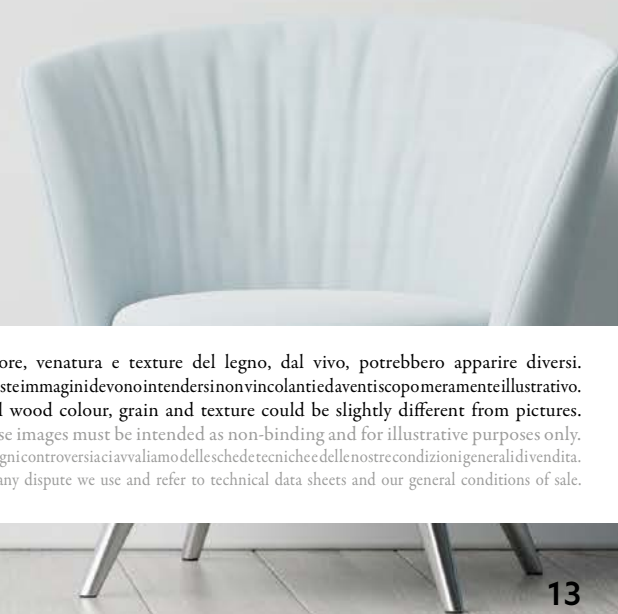 ore, venatura e texture del legno, dal vivo, potrebbero apparire diversi.
steimmaginidevonointendersinonvincolantiedaventiscopomeramenteillustrativo.
l wood colour, grain and texture could be slightly different from pictures.
se images must be intended as non-binding and for illustrative purposes only.
gnicontroversiaciavvaliamodelleschedetecnicheedellenostrecondizionigeneralidivendita.
any dispute we use and refer to technical data sheets and our general conditions of sale.
13